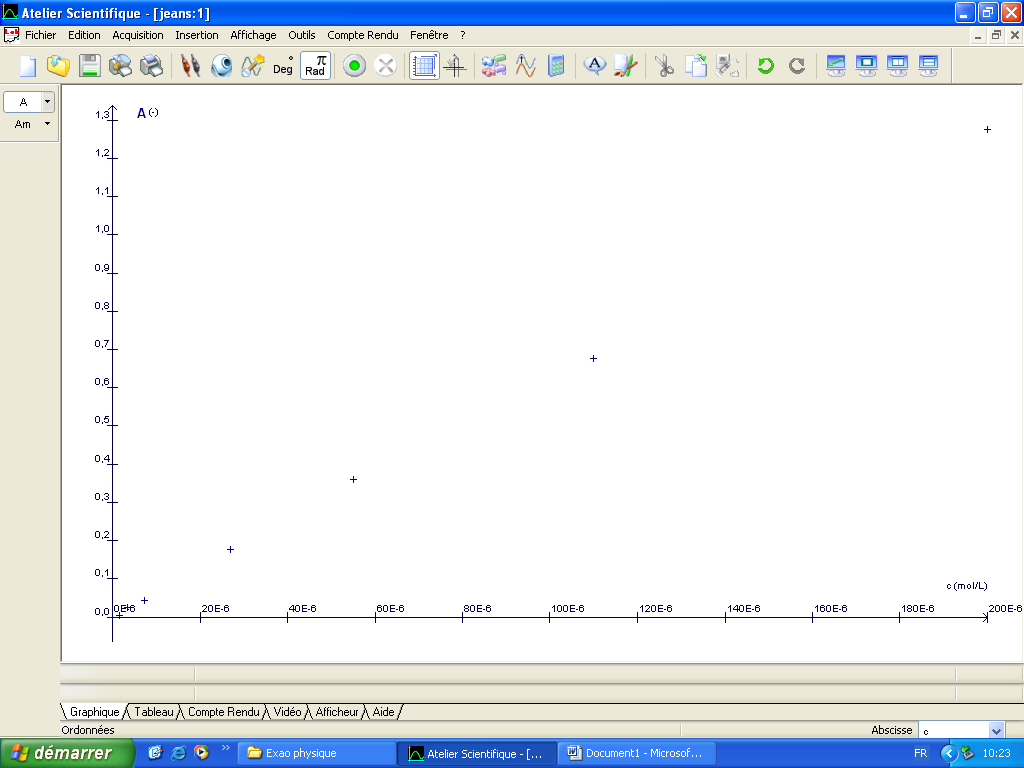 Atelier Scientifique - [jeans:1]
Fichier Edition Acquisition Insertion Affichage Outils Compte Rendu Fenêtre ?
Deg° π Rad
A
Am
A (-)
1,3
1,2
1,1
1,0
0,9
0,8
0,7
0,6
0,5
0,4
0,3
0,2
0,1
0,0
c (mol/L)
20E-6 40E-6 60E-6 80E-6 100E-6 120E-6 140E-6 160E-6 180E-6 200E-6
Graphique Tableau Compte Rendu Vidéo Afficheur Aide
Ordonnées Abscisse c
démarrer Exao physique Atelier Scientifique - [... Document1 - Microsof... FR 10:23